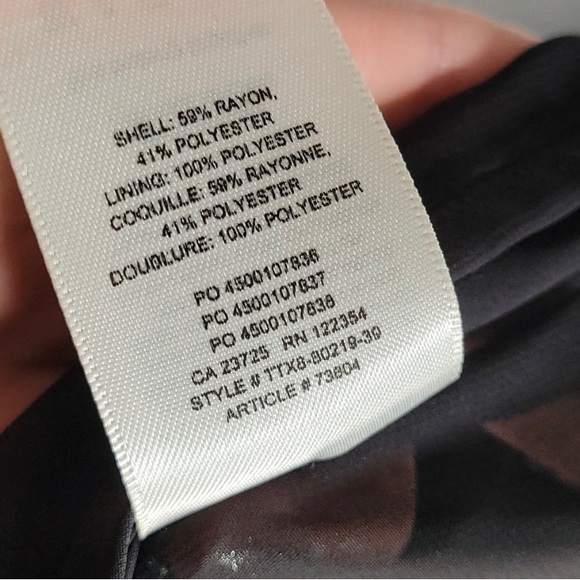 SHELL: 59% RAYON,
41% POLYESTER
LINING: 100% POLYESTER
COQUILLE: 59% RAYONNE,
41% POLYESTER
DOUBLURE: 100% POLYESTER
PO 4500107836
PO 4500107837
PO 4500107838
CA 23725 RN 122354
STYLE # TTX8-80219-39
ARTICLE # 73804